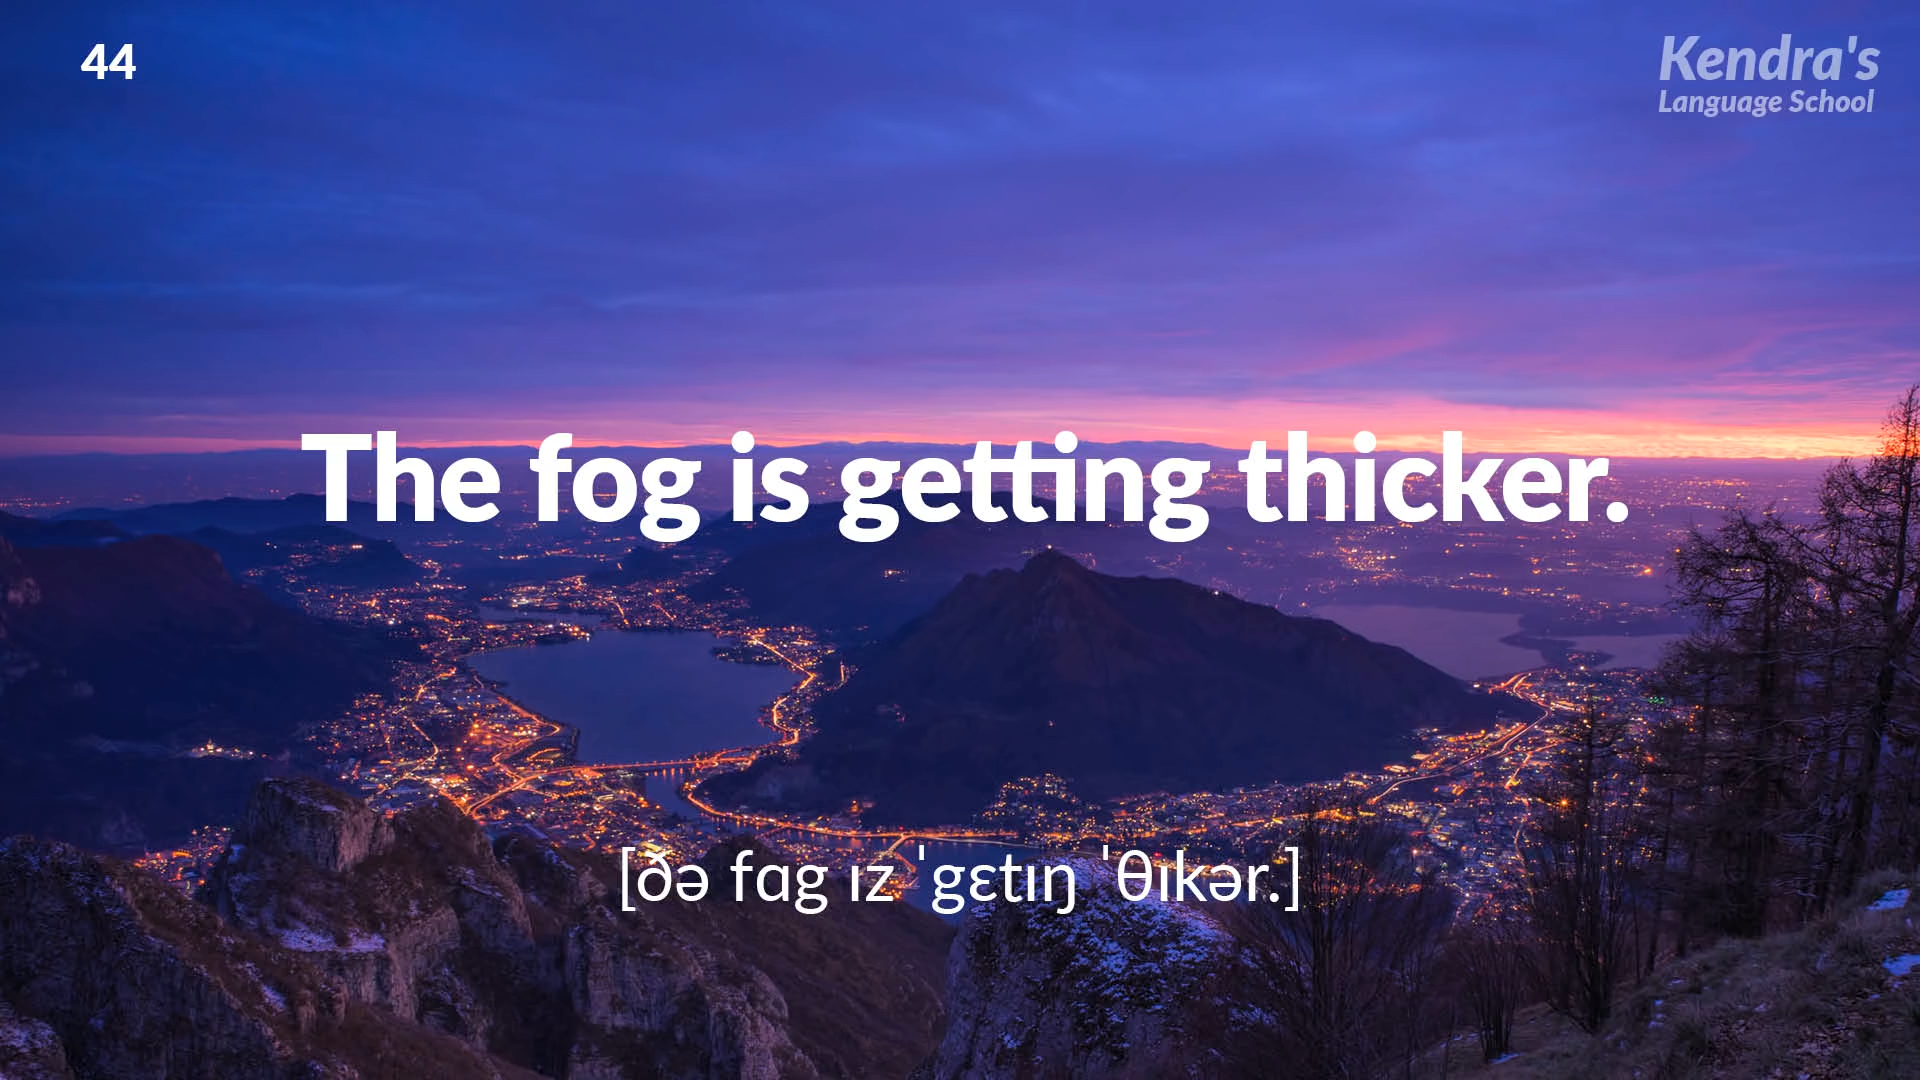 44
Kendra's
Language School
The fog is getting thicker.
[ðə fɑg ɪz ˈgɛtɪŋ ˈθɪkər.]